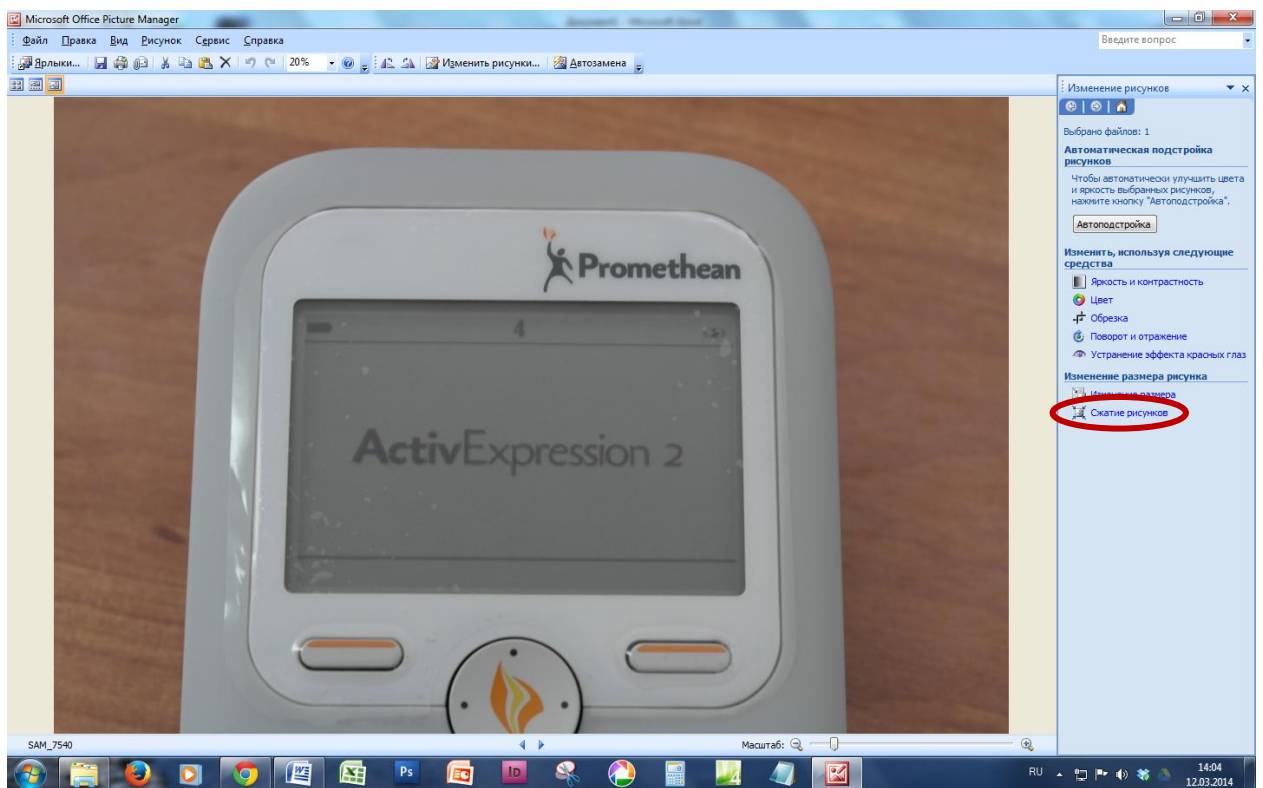 Microsoft Office Picture Manager
Файл Правка Вид Рисунок Сервис Справка
Введите вопрос
Ярлыки... 20% Изменить рисунки... Автозамена
Изменение рисунков
Выбрано файлов: 1
Автоматическая подстройка
рисунков
Чтобы автоматически улучшить цвета
и яркость выбранных рисунков,
нажмите кнопку "Автоподстройка".
Автоподстройка
Изменить, используя следующие
средства
Яркость и контрастность
Цвет
Обрезка
Поворот и отражение
Устранение эффекта красных глаз
Изменение размера рисунка
Изменение размера
Сжатие рисунков
Promethean
4
ActivExpression 2
SAM_7540
Масштаб:
Ps
ID
RU
14:04
12.03.2014